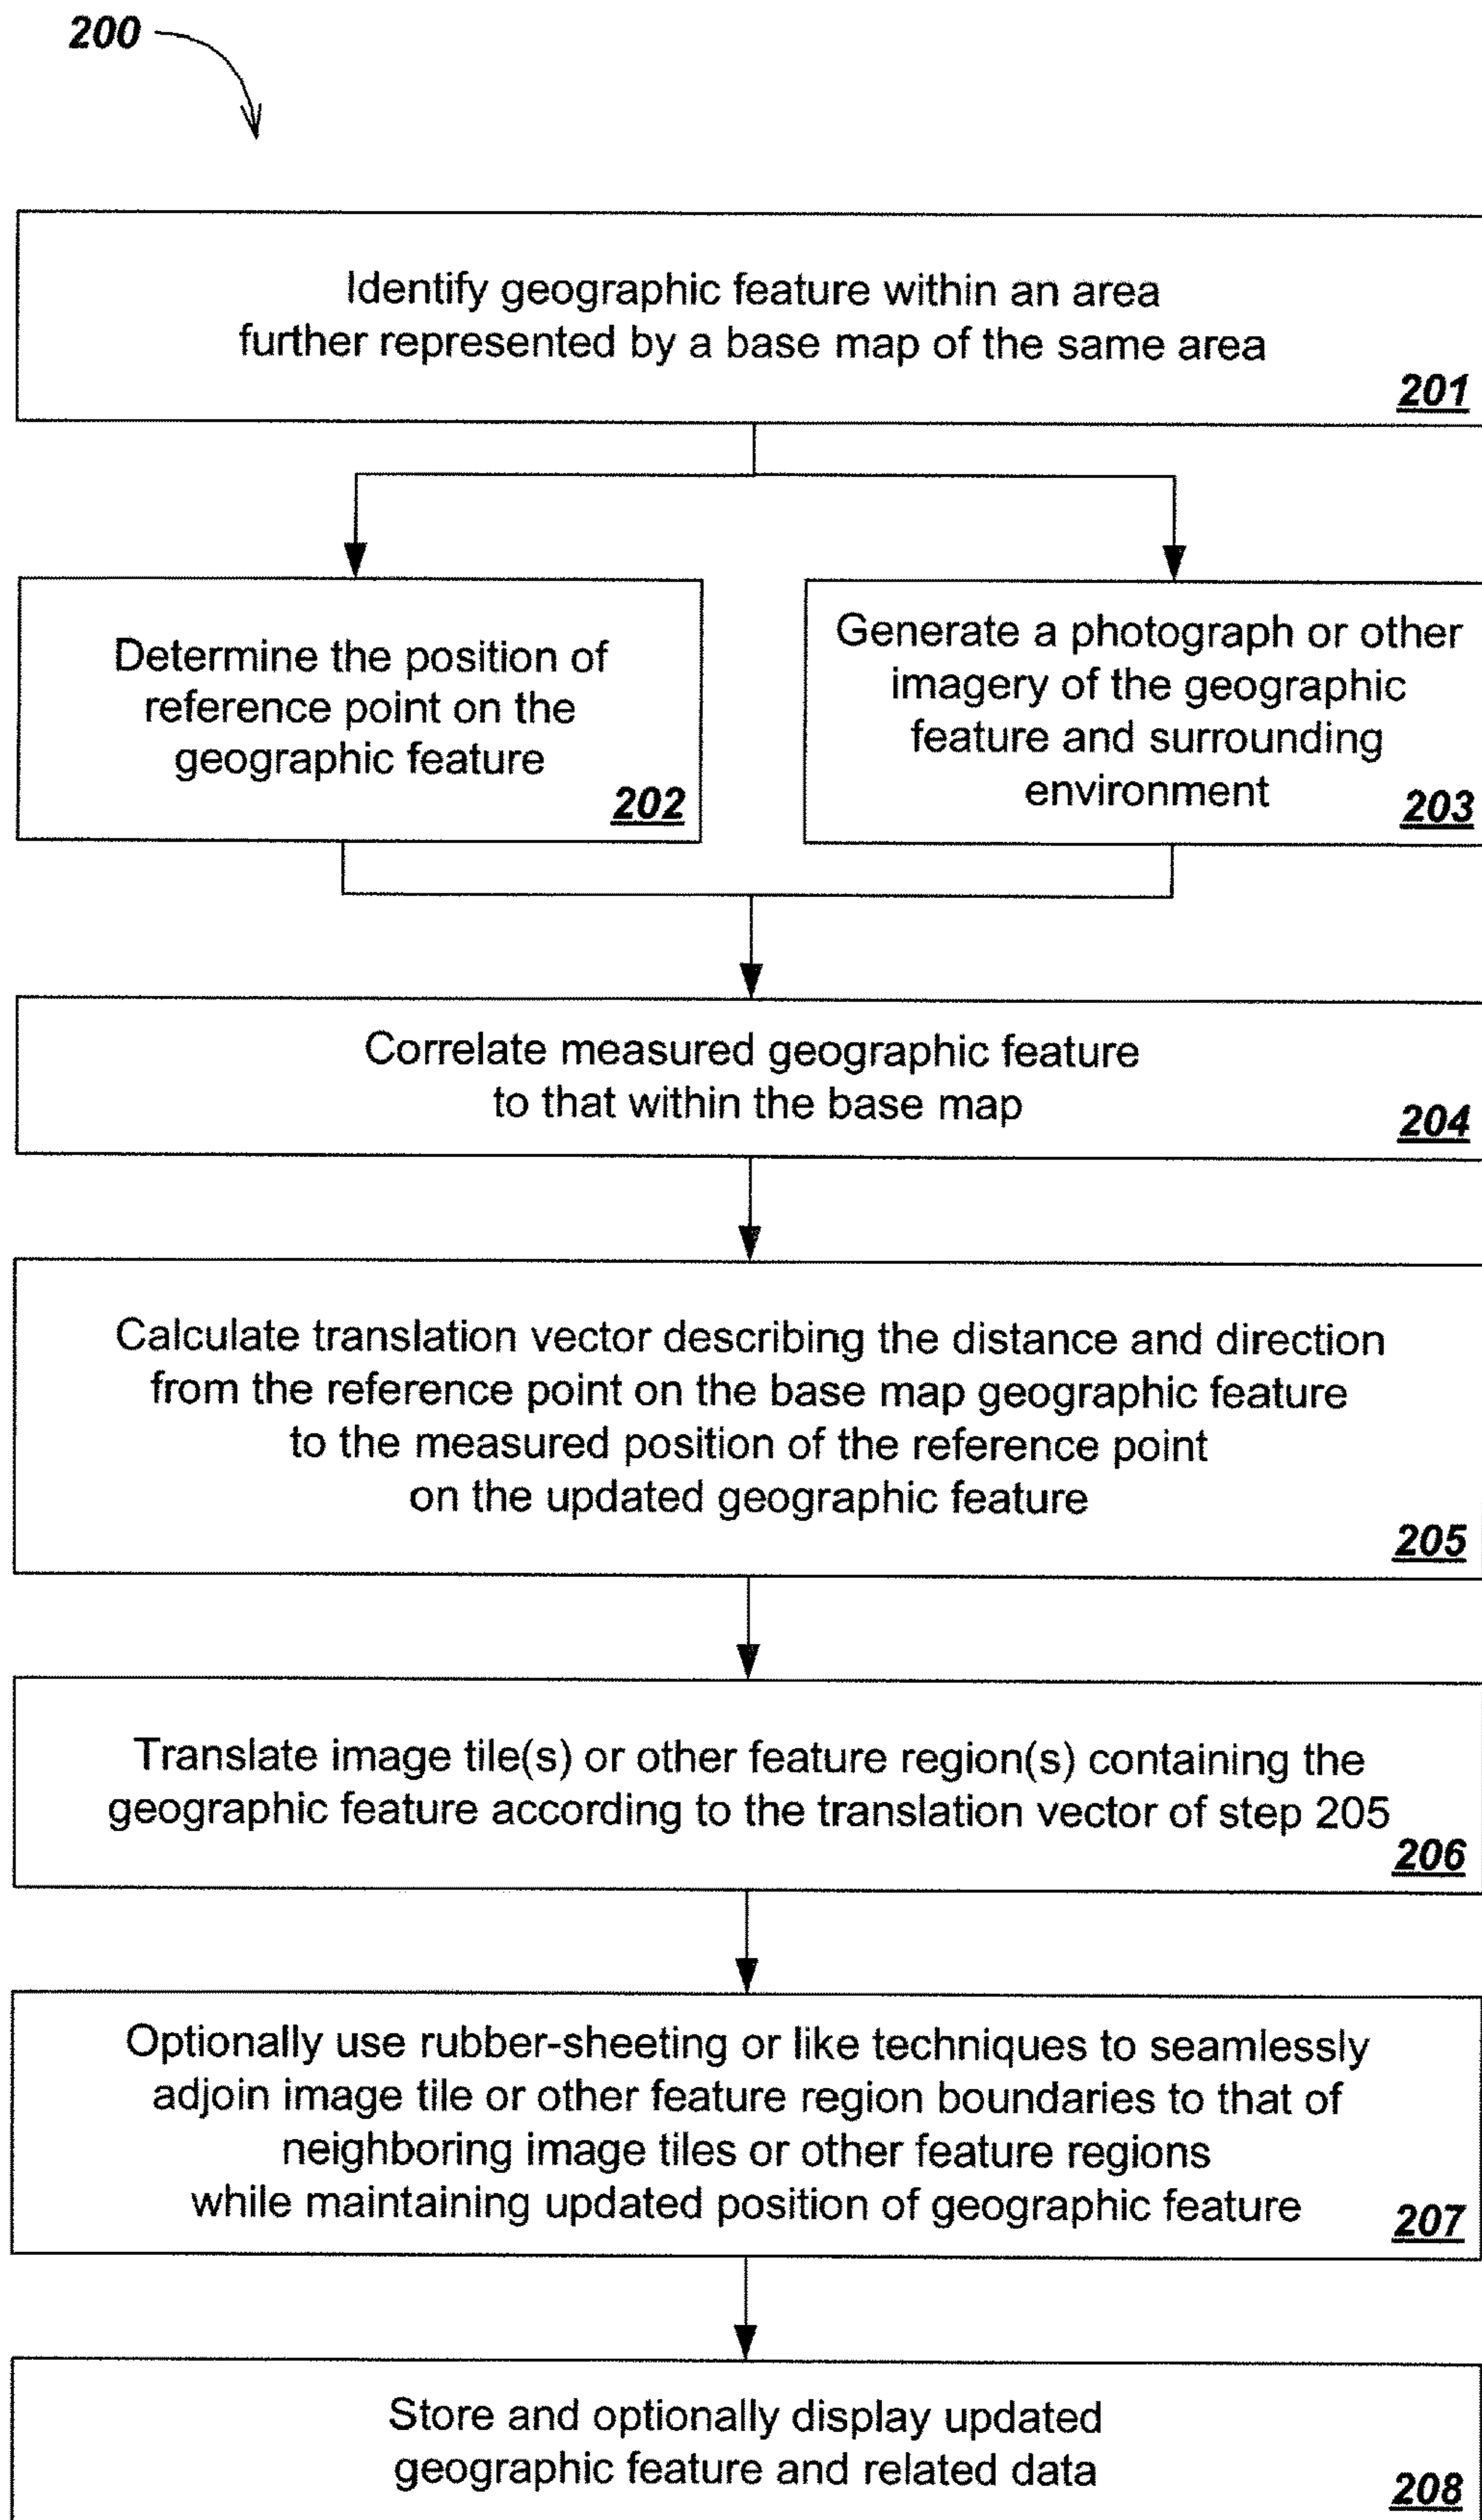 200
Identify geographic feature within an area
further represented by a base map of the same area
201
Determine the position of
reference point on the
geographic feature
202
Generate a photograph or other
imagery of the geographic
feature and surrounding
environment
203
Correlate measured geographic feature
to that within the base map
204
Calculate translation vector describing the distance and direction
from the reference point on the base map geographic feature
to the measured position of the reference point
on the updated geographic feature
205
Translate image tile(s) or other feature region(s) containing the
geographic feature according to the translation vector of step 205
206
Optionally use rubber-sheeting or like techniques to seamlessly
adjoin image tile or other feature region boundaries to that of
neighboring image tiles or other feature regions
while maintaining updated position of geographic feature
207
Store and optionally display updated
geographic feature and related data
208